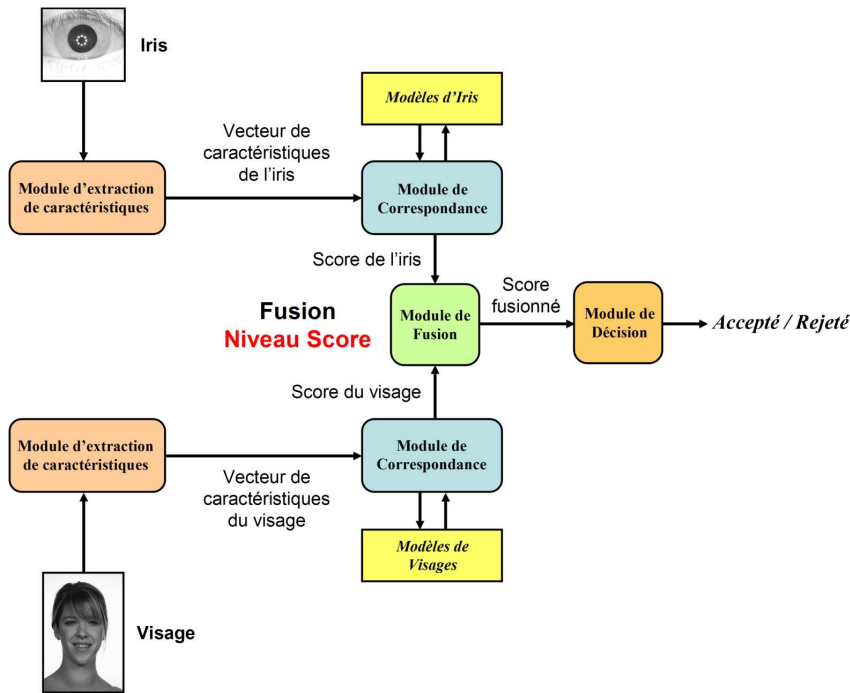 Iris
Modèles d'Iris
Vecteur de
caractéristiques
de l'iris
Module d'extraction
de caractéristiques
Module de
Correspondance
Score de l'iris
Fusion
Niveau Score
Module de
Fusion
Score
fusionné
Module de
Décision
Accepté / Rejeté
Score du visage
Module d'extraction
de caractéristiques
Module de
Correspondance
Vecteur de
caractéristiques
du visage
Modèles de
Visages
Visage